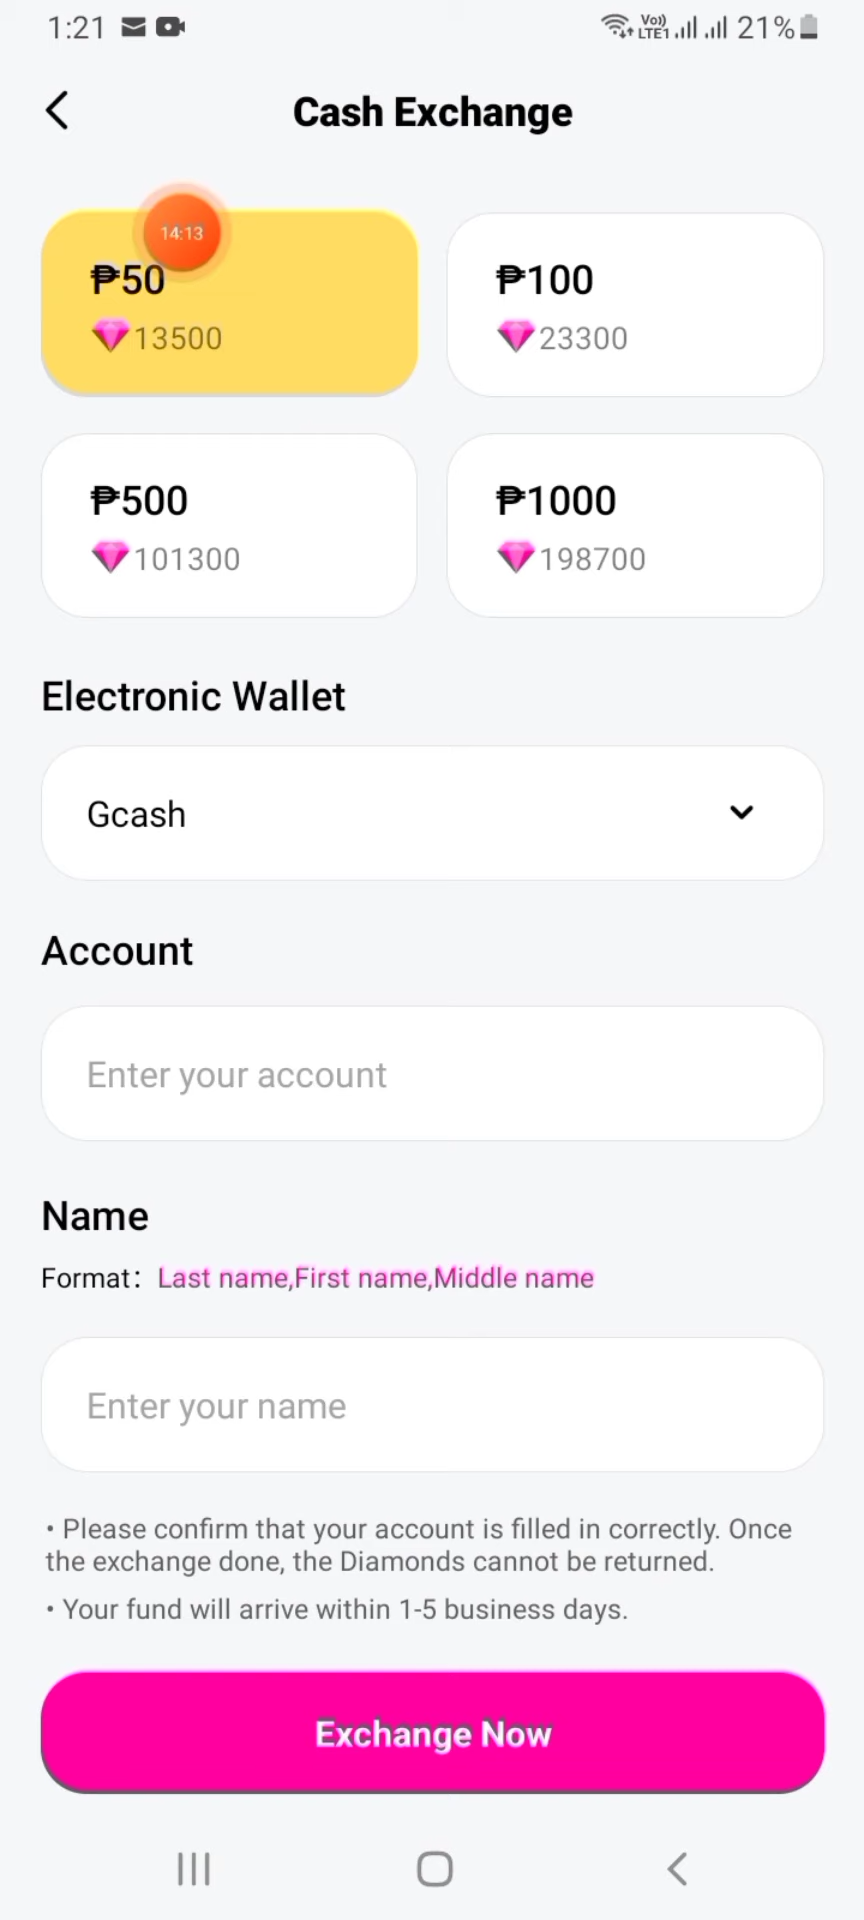 1:21 Vo)) LTE1 21%
Cash Exchange
14:13
₱50 ₱100
13500 23300
₱500 ₱1000
101300 198700
Electronic Wallet
Gcash
Account
Enter your account
Name
Format： Last name,First name,Middle name
Enter your name
• Please confirm that your account is filled in correctly. Once
the exchange done, the Diamonds cannot be returned.
• Your fund will arrive within 1-5 business days.
Exchange Now